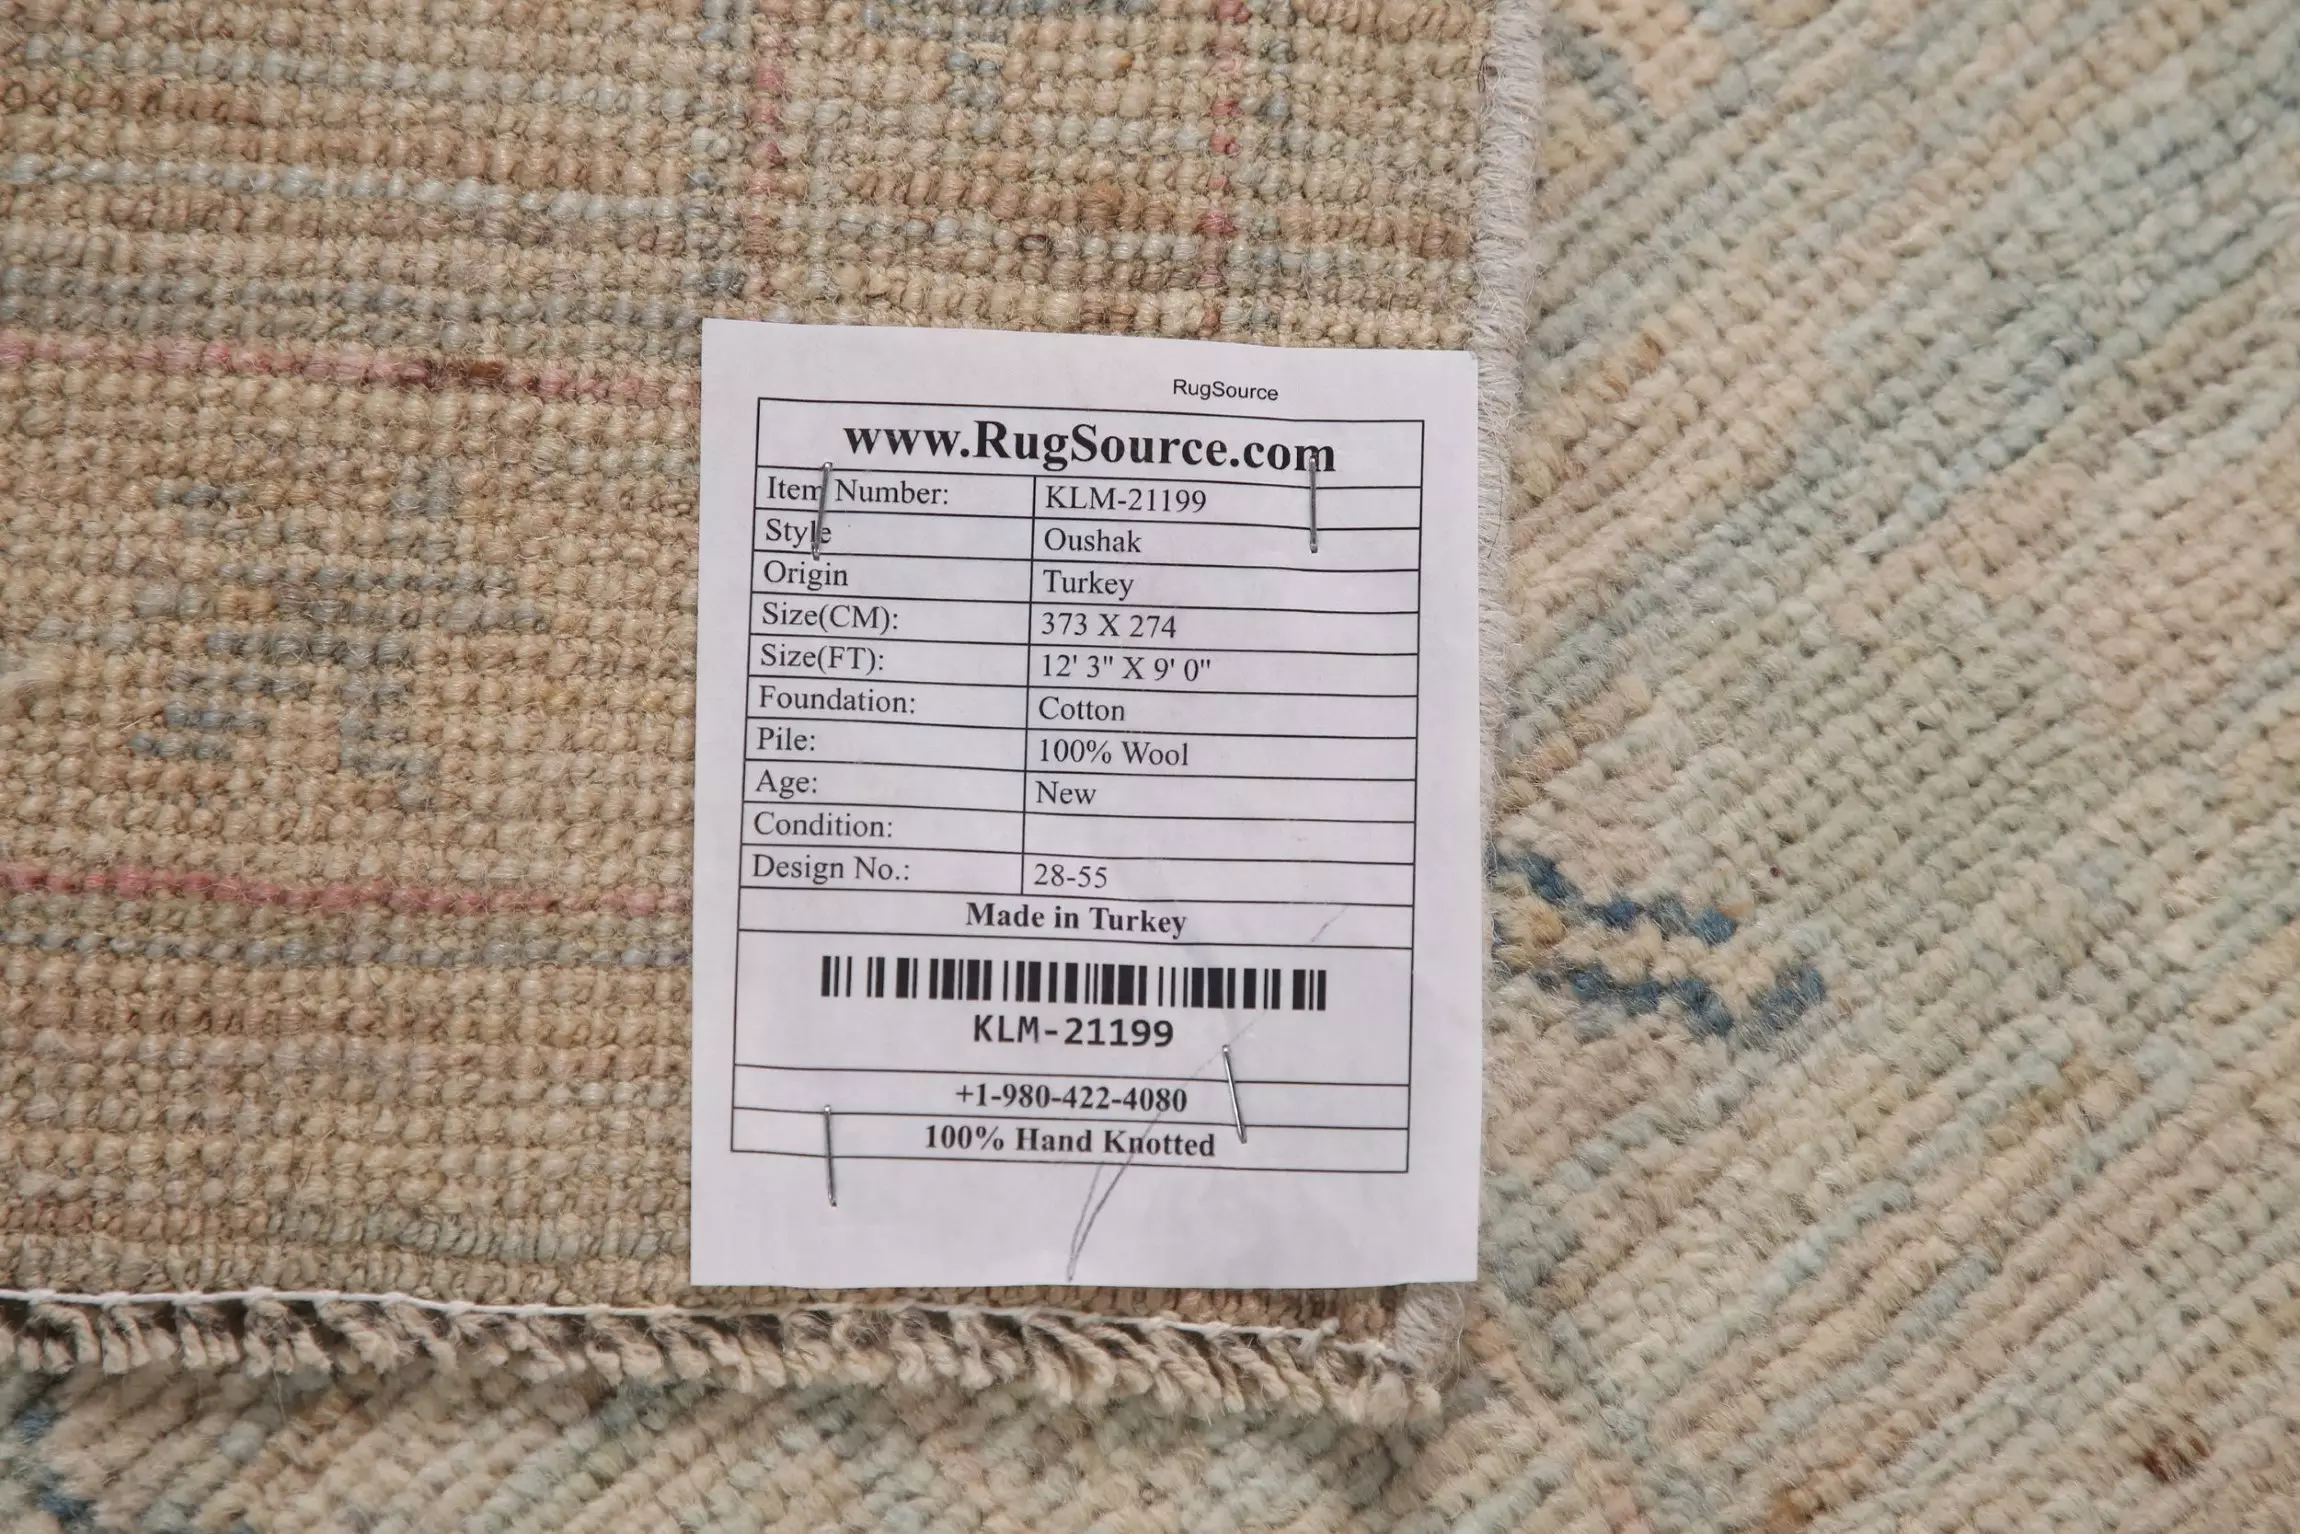 RugSource
www.RugSource.com
Item Number: KLM-21199
Style Oushak
Origin Turkey
Size(CM): 373 X 274
Size(FT): 12' 3" X 9' 0"
Foundation: Cotton
Pile: 100% Wool
Age: New
Condition:
Design No.: 28-55
Made in Turkey
KLM-21199
+1-980-422-4080
100% Hand Knotted